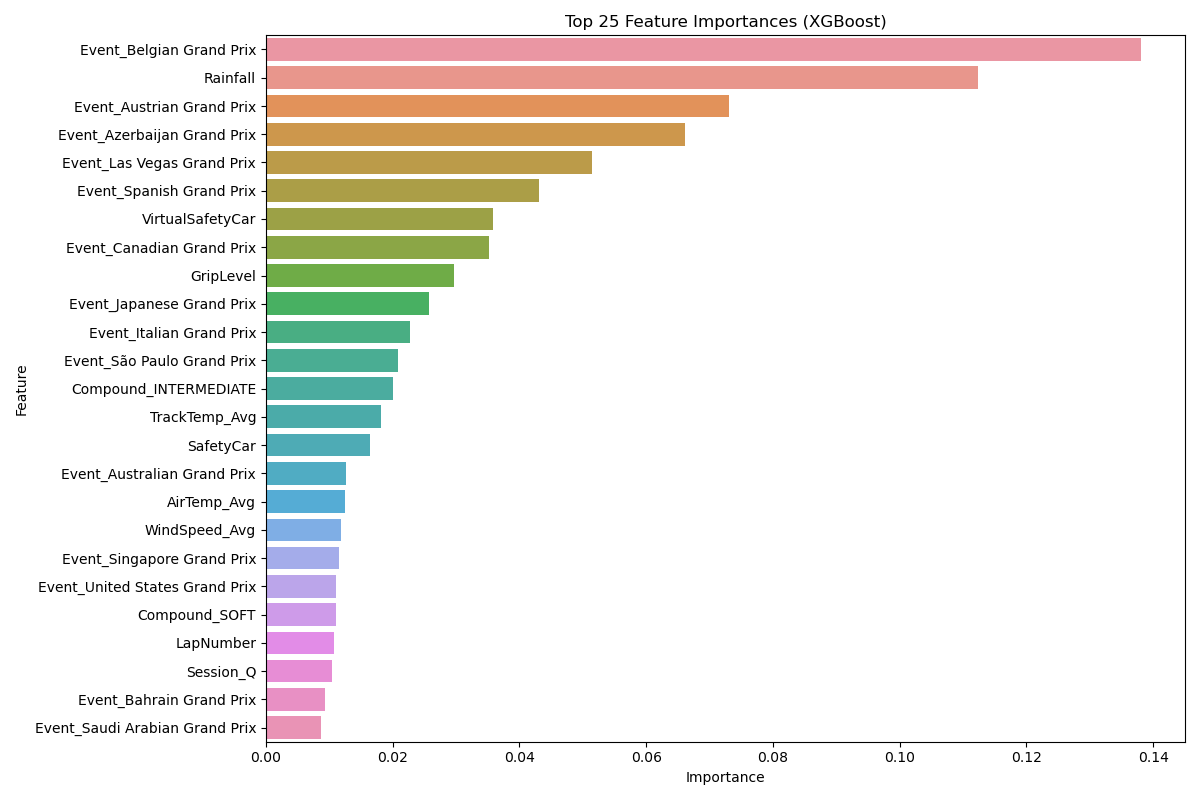 Top 25 Feature Importances (XGBoost)
Event_Belgian Grand Prix
Rainfall
Event_Austrian Grand Prix
Event_Azerbaijan Grand Prix
Event_Las Vegas Grand Prix
Event_Spanish Grand Prix
VirtualSafetyCar
Event_Canadian Grand Prix
GripLevel
Event_Japanese Grand Prix
Event_Italian Grand Prix
Event_São Paulo Grand Prix
Compound_INTERMEDIATE
TrackTemp_Avg
SafetyCar
Event_Australian Grand Prix
AirTemp_Avg
WindSpeed_Avg
Event_Singapore Grand Prix
Event_United States Grand Prix
Compound_SOFT
LapNumber
Session_Q
Event_Bahrain Grand Prix
Event_Saudi Arabian Grand Prix
Feature
0.00 0.02 0.04 0.06 0.08 0.10 0.12 0.14
Importance